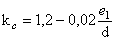 k_c = 1,2 − 0,02 e_1/d